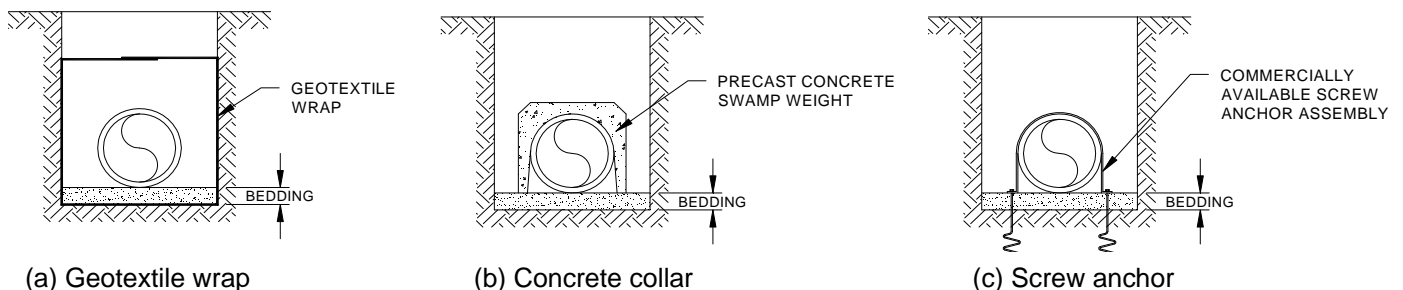 GEOTEXTILE
WRAP
BEDDING
(a) Geotextile wrap
PRECAST CONCRETE
SWAMP WEIGHT
BEDDING
(b) Concrete collar
COMMERCIALLY
AVAILABLE SCREW
ANCHOR ASSEMBLY
BEDDING
(c) Screw anchor